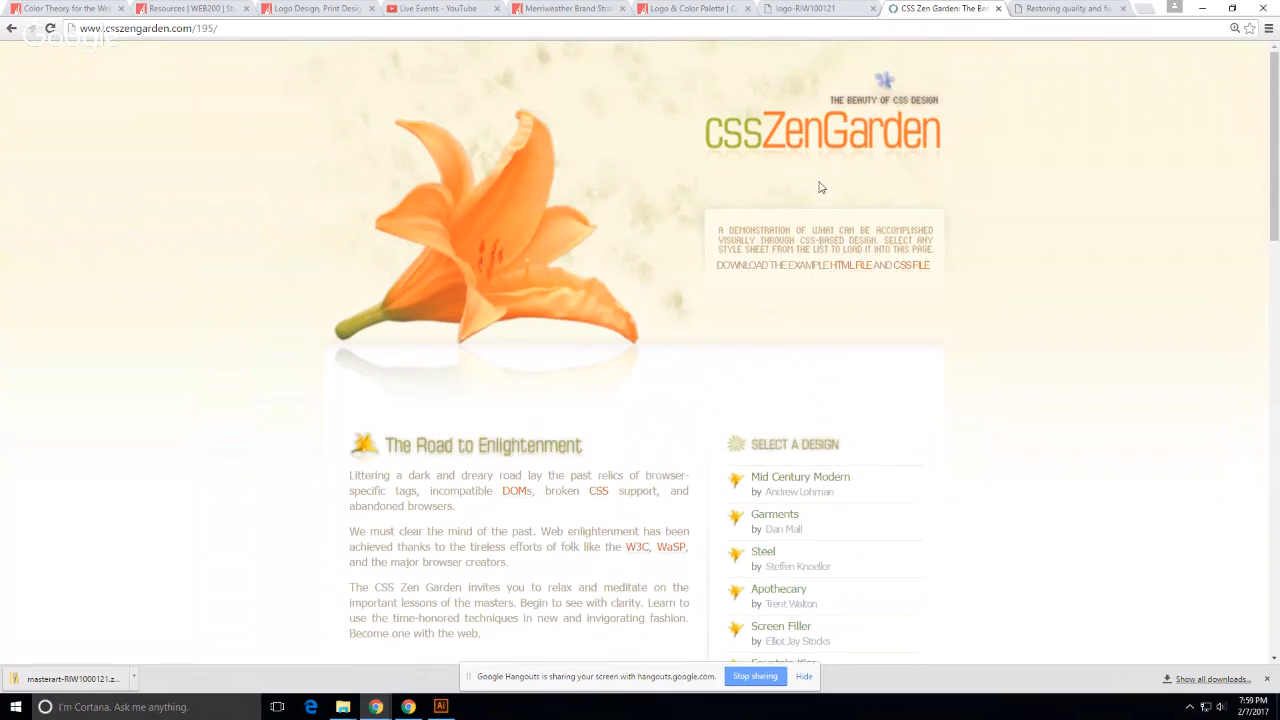 Color Theory for the Web
Resources | WEB200 | St
Logo Design, Print Design
Live Events - YouTube
Merriweather Brand Strat
Logo & Color Palette | C
logo-RIW100121
CSS Zen Garden: The Bea
Restoring quality and fu
www.csszengarden.com/195/
Google
THE BEAUTY OF CSS DESIGN
cssZenGarden
A DEMONSTRATION OF WHAT CAN BE ACCOMPLISHED
VISUALLY THROUGH CSS-BASED DESIGN. SELECT ANY
STYLE SHEET FROM THE LIST TO LOAD IT INTO THIS PAGE.
DOWNLOAD THE EXAMPLE HTML FILE AND CSS FILE
The Road to Enlightenment
Littering a dark and dreary road lay the past relics of browser-
specific tags, incompatible DOMs, broken CSS support, and
abandoned browsers.
We must clear the mind of the past. Web enlightenment has been
achieved thanks to the tireless efforts of folk like the W3C, WaSP,
and the major browser creators.
The CSS Zen Garden invites you to relax and meditate on the
important lessons of the masters. Begin to see with clarity. Learn to
use the time-honored techniques in new and invigorating fashion.
Become one with the web.
SELECT A DESIGN
Mid Century Modern
by Andrew Lohman
Garments
by Dan Mall
Steel
by Steffen Knoeller
Apothecary
by Trent Walton
Screen Filler
by Elliot Jay Stocks
masterart-RIW100121.z...
Google Hangouts is sharing your screen with hangouts.google.com.
Stop sharing
Hide
Show all downloads...
I'm Cortana. Ask me anything.
Ai
7:59 PM
2/7/2017